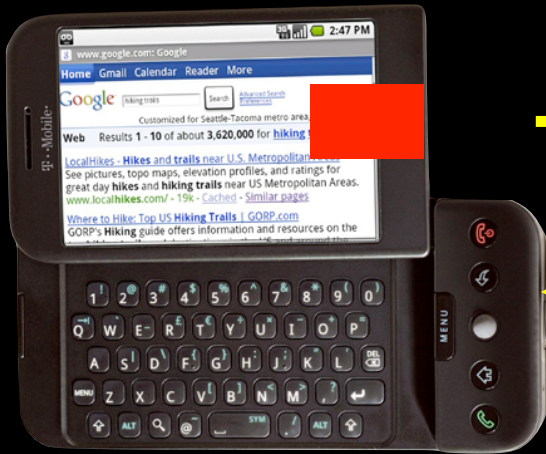 2:47 PM
www.google.com: Google
Home Gmail Calendar Reader More
Google hiking trails Search Advanced Search
Preferences
Customized for Seattle-Tacoma metro area,
Web Results 1 - 10 of about 3,620,000 for hiking
LocalHikes - Hikes and trails near U.S. Metropolitan Areas
See pictures, topo maps, elevation profiles, and ratings for
great day hikes and hiking trails near US Metropolitan Areas.
www.localhikes.com/ - 19k - Cached - Similar pages
Where to Hike: Top US Hiking Trails | GORP.com
GORP's Hiking guide offers information and resources on the
T··Mobile·
1 ! 2 @ 3 # 4 $ 5 % 6 ^ 7 & 8 * 9 ( 0 )
Q W E R T Y U I O P
A S D F G H J K L DEL
MENU Z X C V B N M , ?
ALT @ SYM . / ALT
MENU